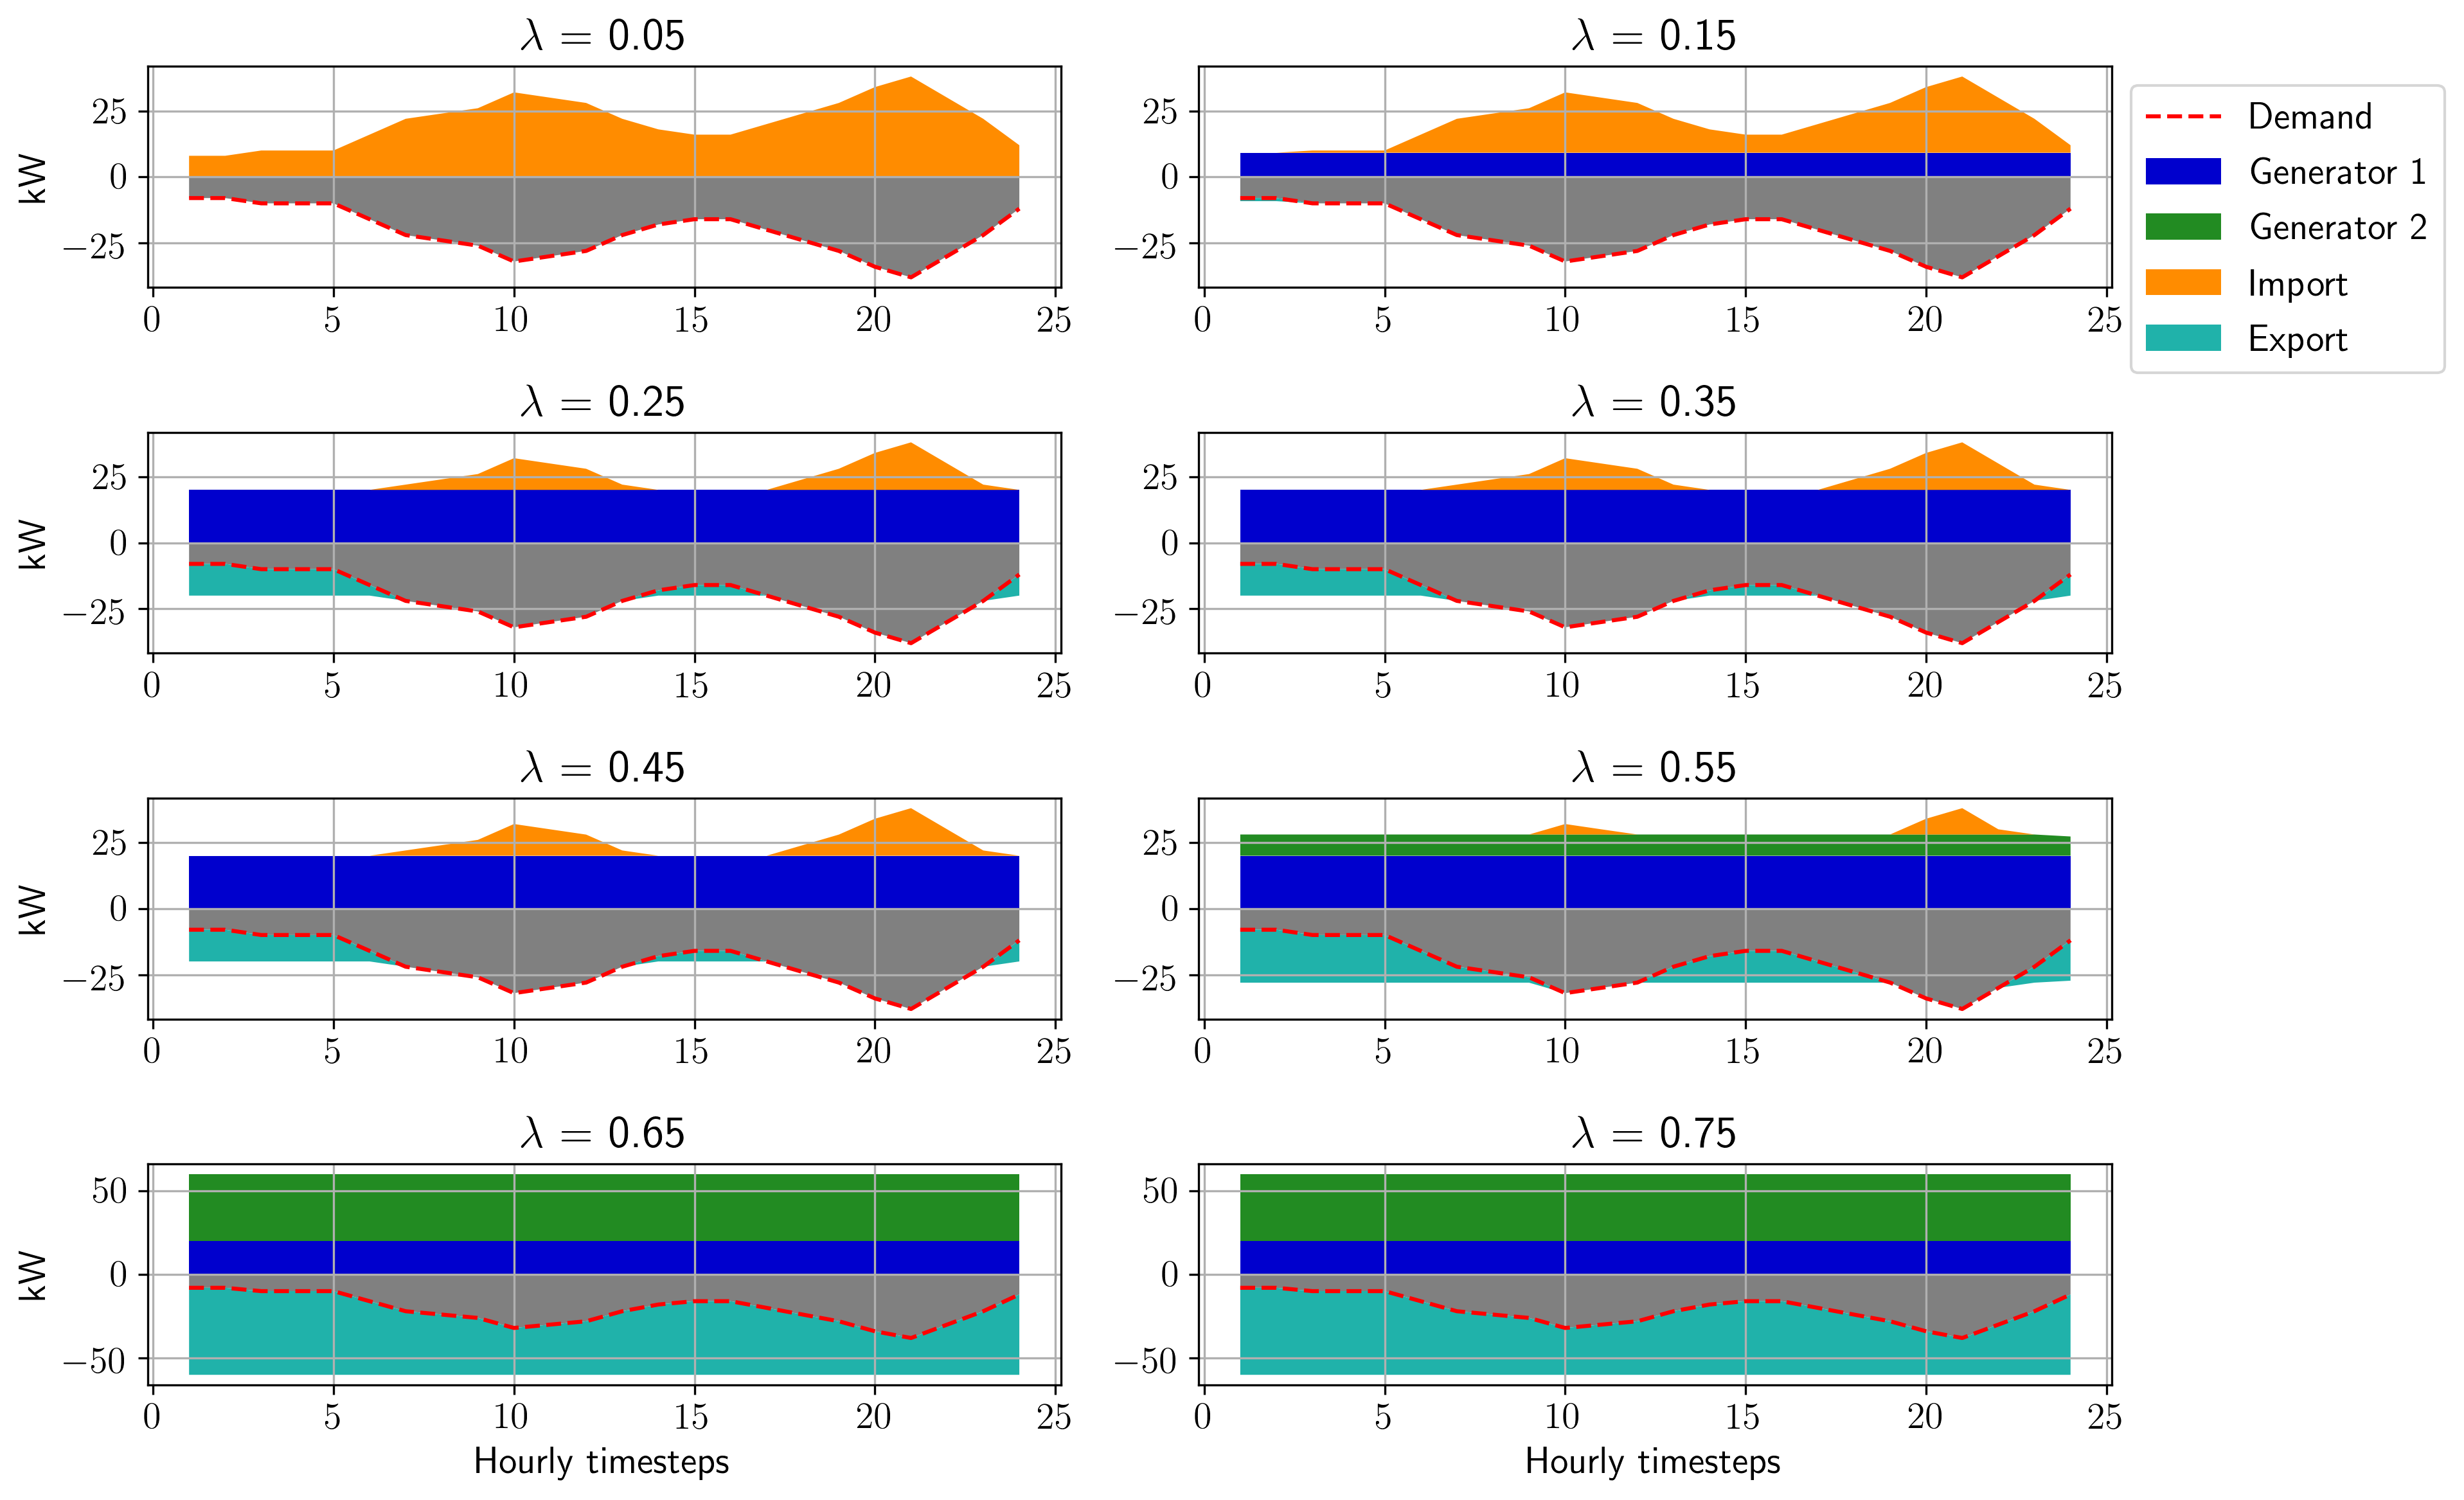 λ = 0.05
λ = 0.15
kW
25
0
−25
0 5 10 15 20 25
25
0
−25
0 5 10 15 20 25
Demand
Generator 1
Generator 2
Import
Export
λ = 0.25
λ = 0.35
kW
25
0
−25
0 5 10 15 20 25
25
0
−25
0 5 10 15 20 25
λ = 0.45
λ = 0.55
kW
25
0
−25
0 5 10 15 20 25
25
0
−25
0 5 10 15 20 25
λ = 0.65
λ = 0.75
kW
50
0
−50
0 5 10 15 20 25
Hourly timesteps
50
0
−50
0 5 10 15 20 25
Hourly timesteps